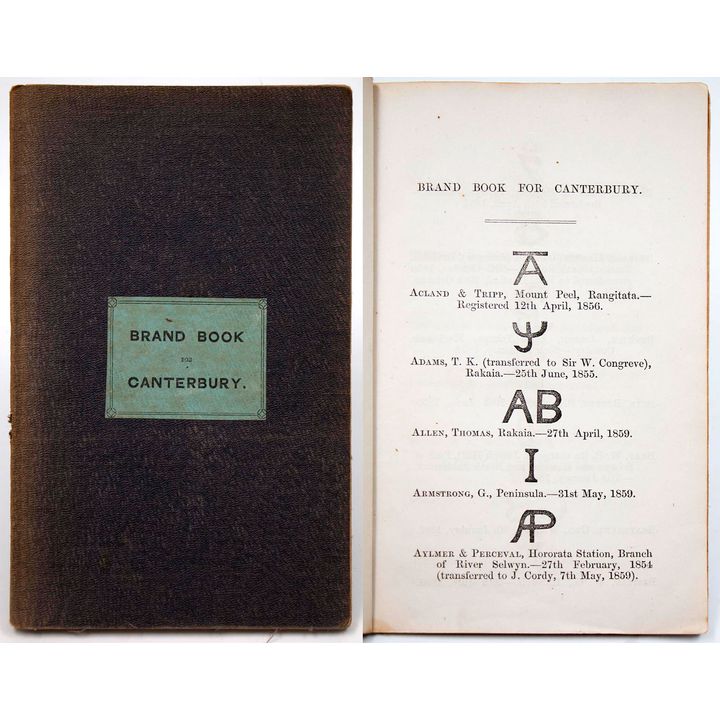 BRAND BOOK
FOR
CANTERBURY.
BRAND BOOK FOR CANTERBURY.
A
ACLAND & TRIPP, Mount Peel, Rangitata.—
Registered 12th April, 1856.
ADAMS, T. K. (transferred to Sir W. Congreve),
Rakaia.—25th June, 1855.
AB
ALLEN, THOMAS, Rakaia.—27th April, 1859.
I
ARMSTRONG, G., Peninsula.—31st May, 1859.
AP
AYLMER & PERCEVAL, Hororata Station, Branch
of River Selwyn.—27th February, 1854
(transferred to J. Cordy, 7th May, 1859).